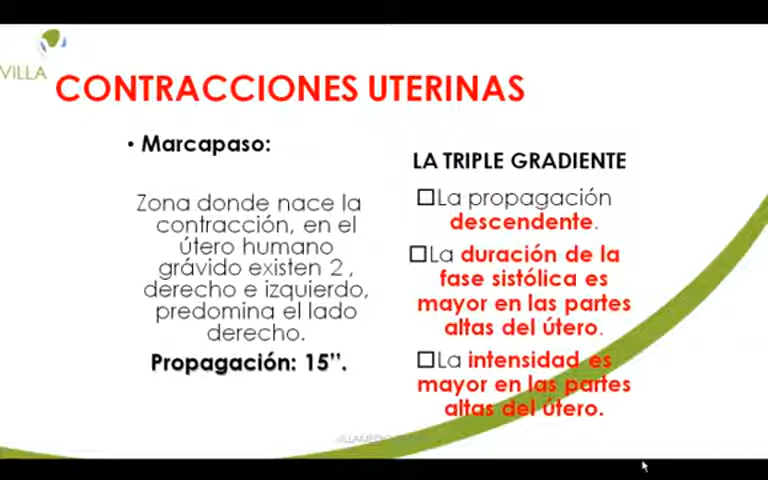 VILLA
CONTRACCIONES UTERINAS
• Marcapaso:
Zona donde nace la
contracción, en el
útero humano
grávido existen 2 ,
derecho e izquierdo,
predomina el lado
derecho.
Propagación: 15’’.
LA TRIPLE GRADIENTE
La propagación
descendente.
La duración de la
fase sistólica es
mayor en las partes
altas del útero.
La intensidad es
mayor en las partes
altas del útero.